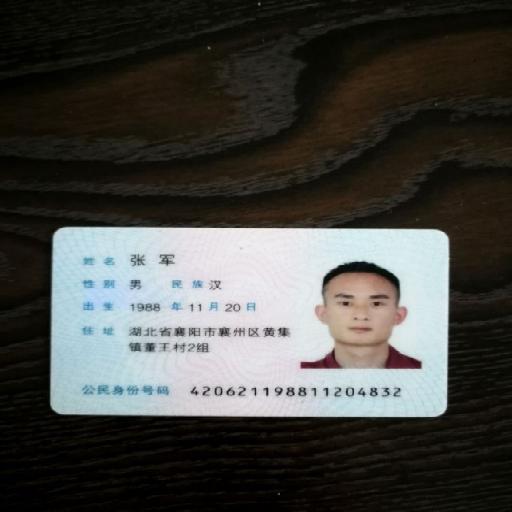 姓名 张军
性别 男 民族 汉
出生 1988 年 11 月 20 日
住址 湖北省襄阳市襄州区黄集
镇董王村2组
公民身份号码 420621198811204832